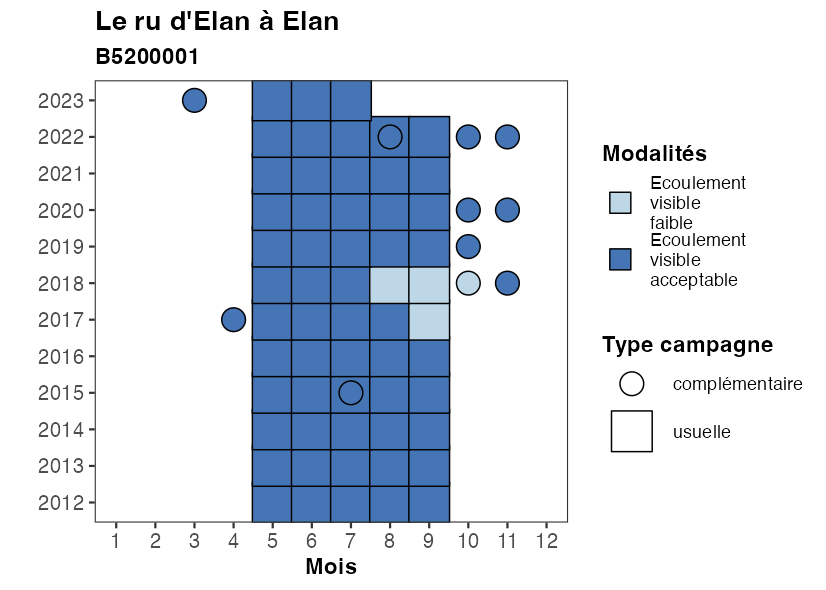 Le ru d'Elan à Elan
B5200001
2023
2022
2021
2020
2019
2018
2017
2016
2015
2014
2013
2012
1 2 3 4 5 6 7 8 9 10 11 12
Mois
Modalités
Ecoulement
visible
faible
Ecoulement
visible
acceptable
Type campagne
complémentaire
usuelle